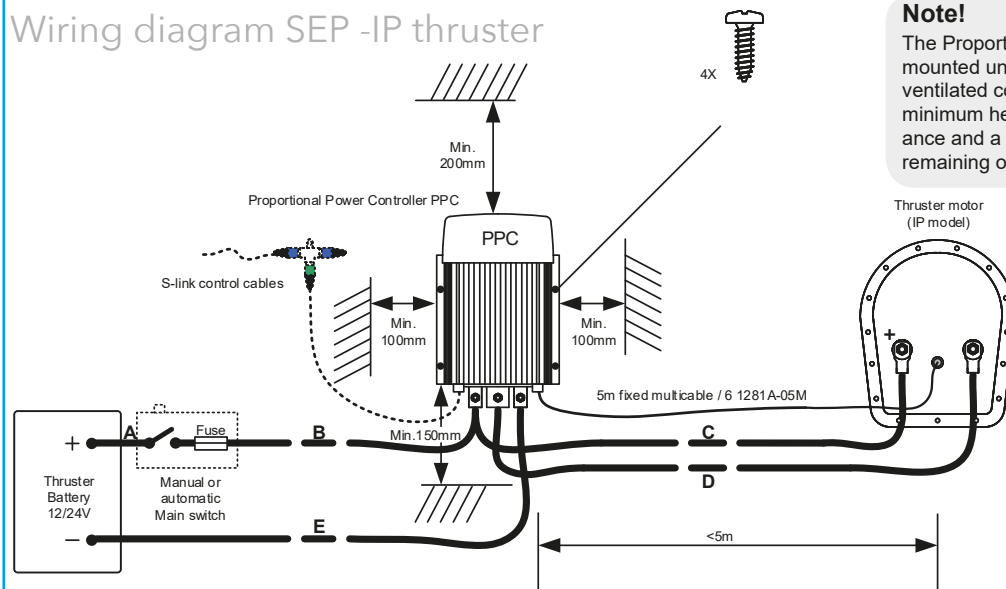 Wiring diagram SEP -IP thruster
4X
Note!
The Proport
mounted un
ventilated c
minimum he
ance and a
remaining o
Min.
200mm
Proportional Power Controller PPC
Thruster motor
(IP model)
PPC
S-link control cables
Min.
100mm
Min.
100mm
+
5m fixed multicable / 6 1281A-05M
+
A
Fuse
B
Min.150mm
C
D
Thruster
Battery
12/24V
Manual or
automatic
Main switch
E
–
<5m